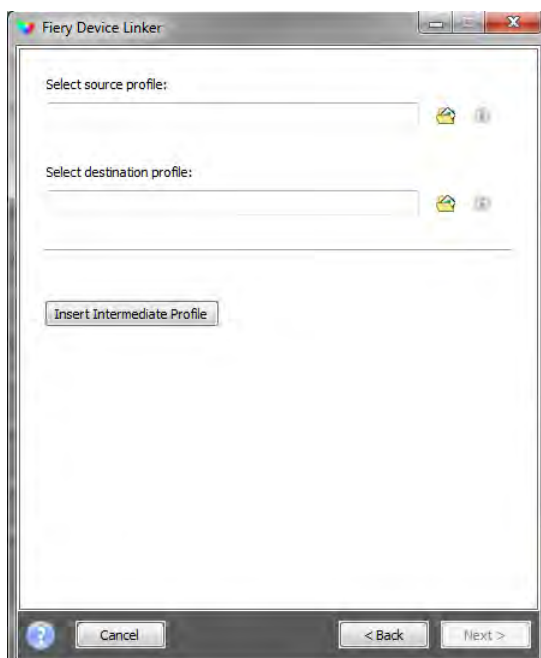 Fiery Device Linker
Select source profile:
Select destination profile:
Insert Intermediate Profile
Cancel
< Back
Next >